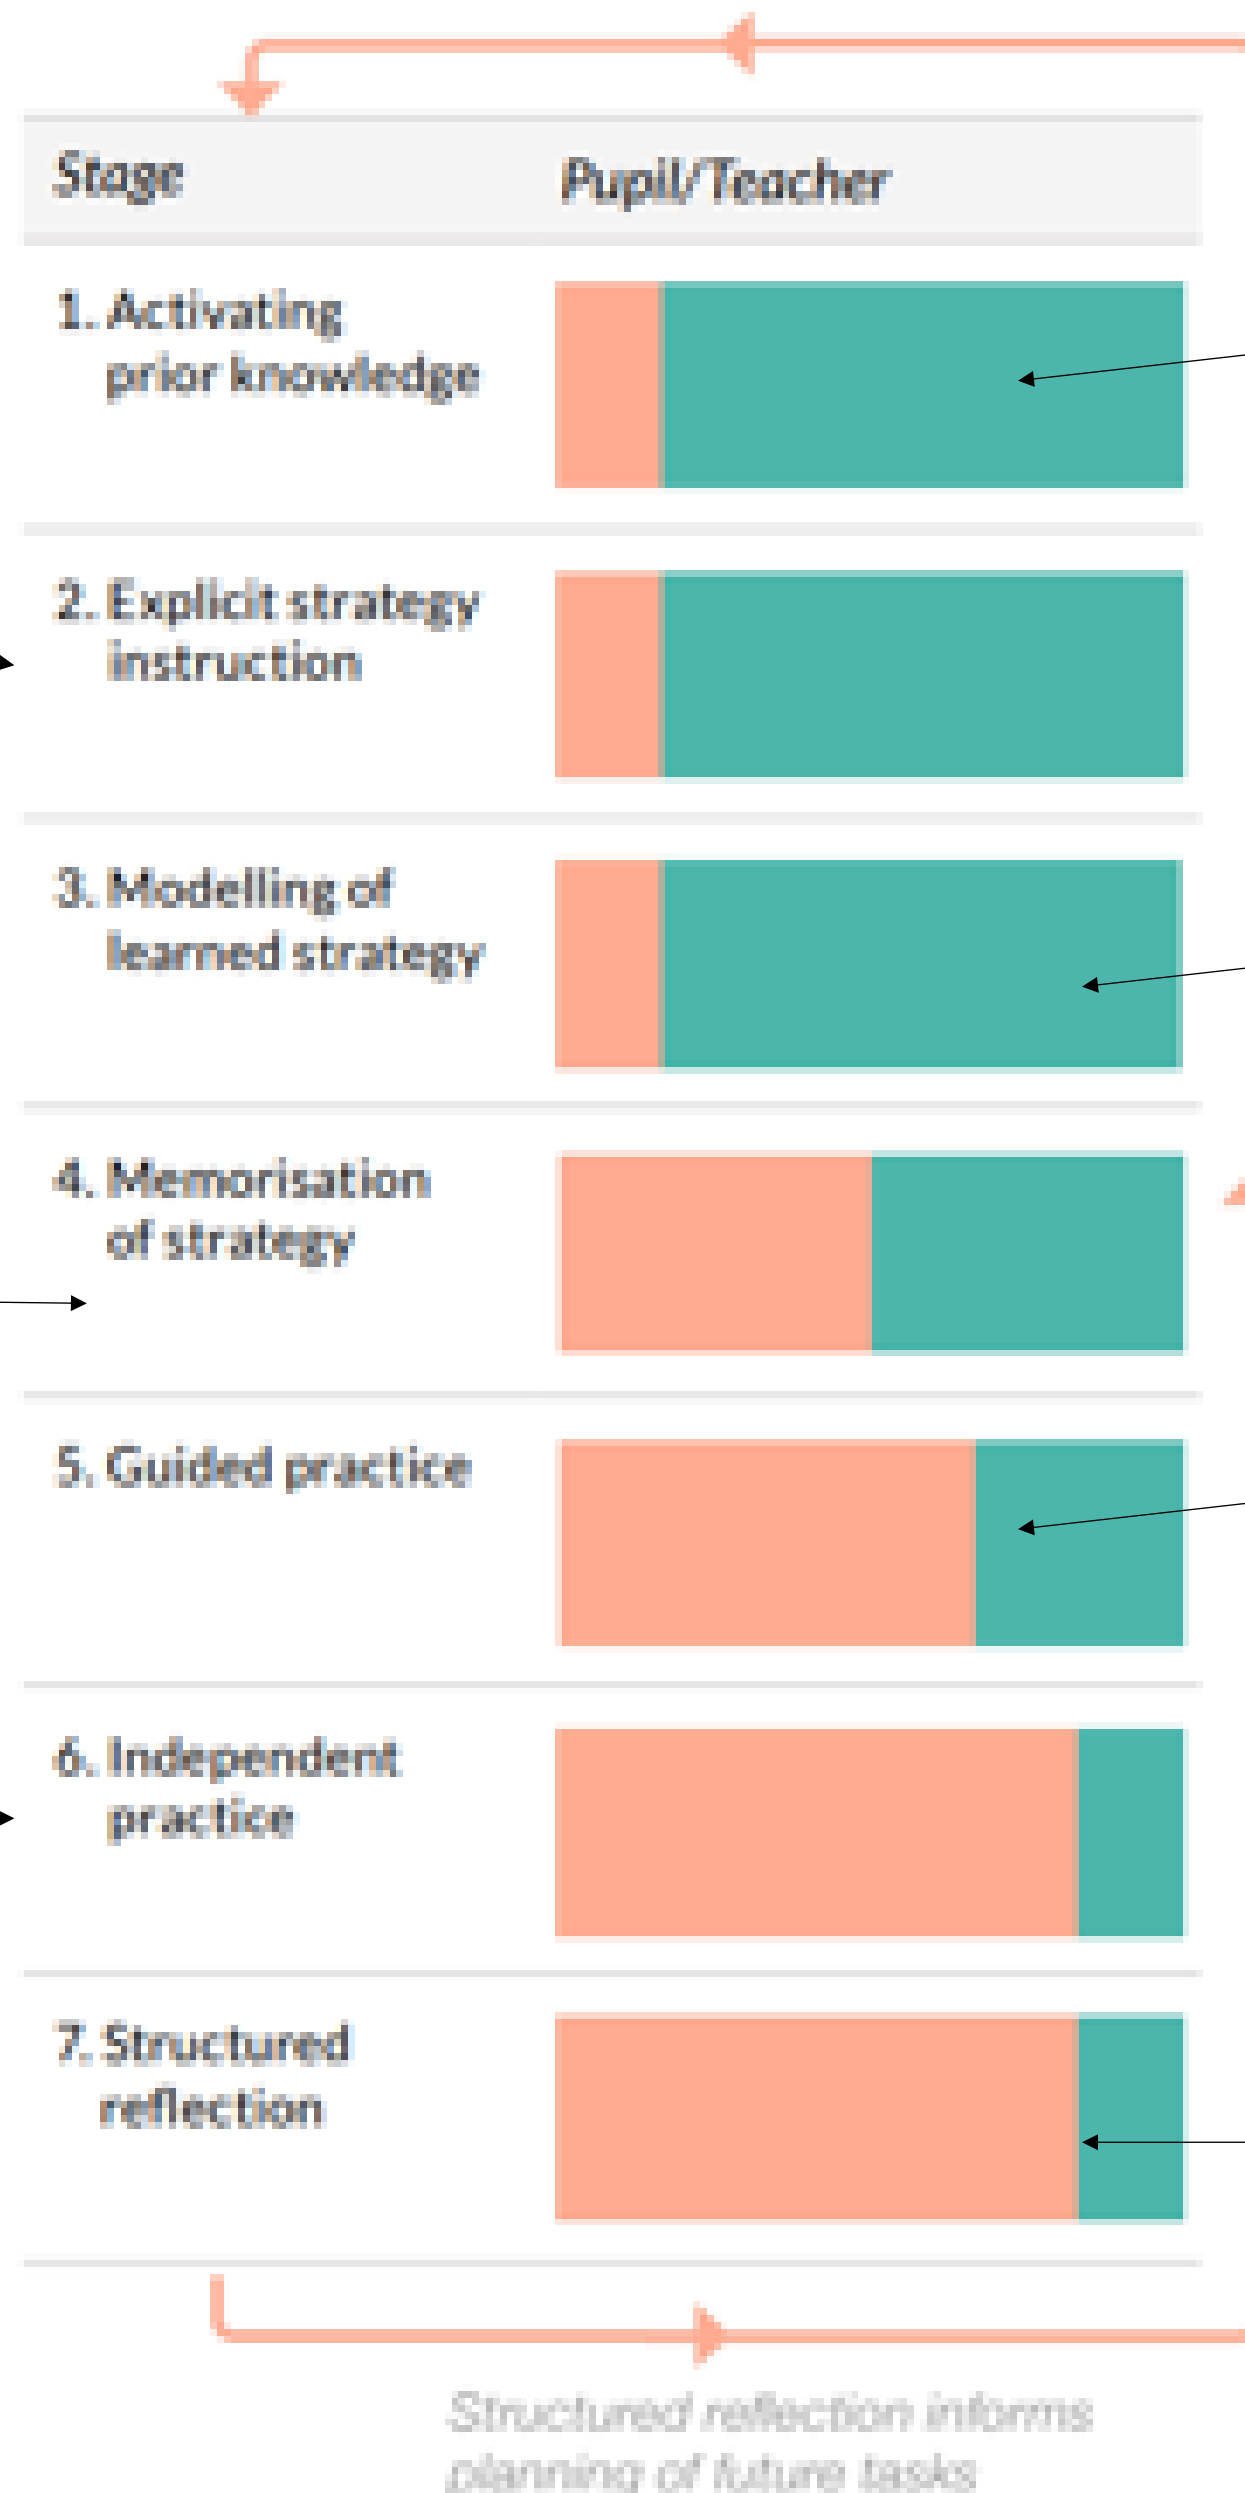 Stage
Pupil/Teacher
1. Activating
prior knowledge
2. Explicit strategy
instruction
3. Modelling of
learned strategy
4. Memorisation
of strategy
5. Guided practice
6. Independent
practice
7. Structured
reflection
Structured reflection informs
planning of future tasks